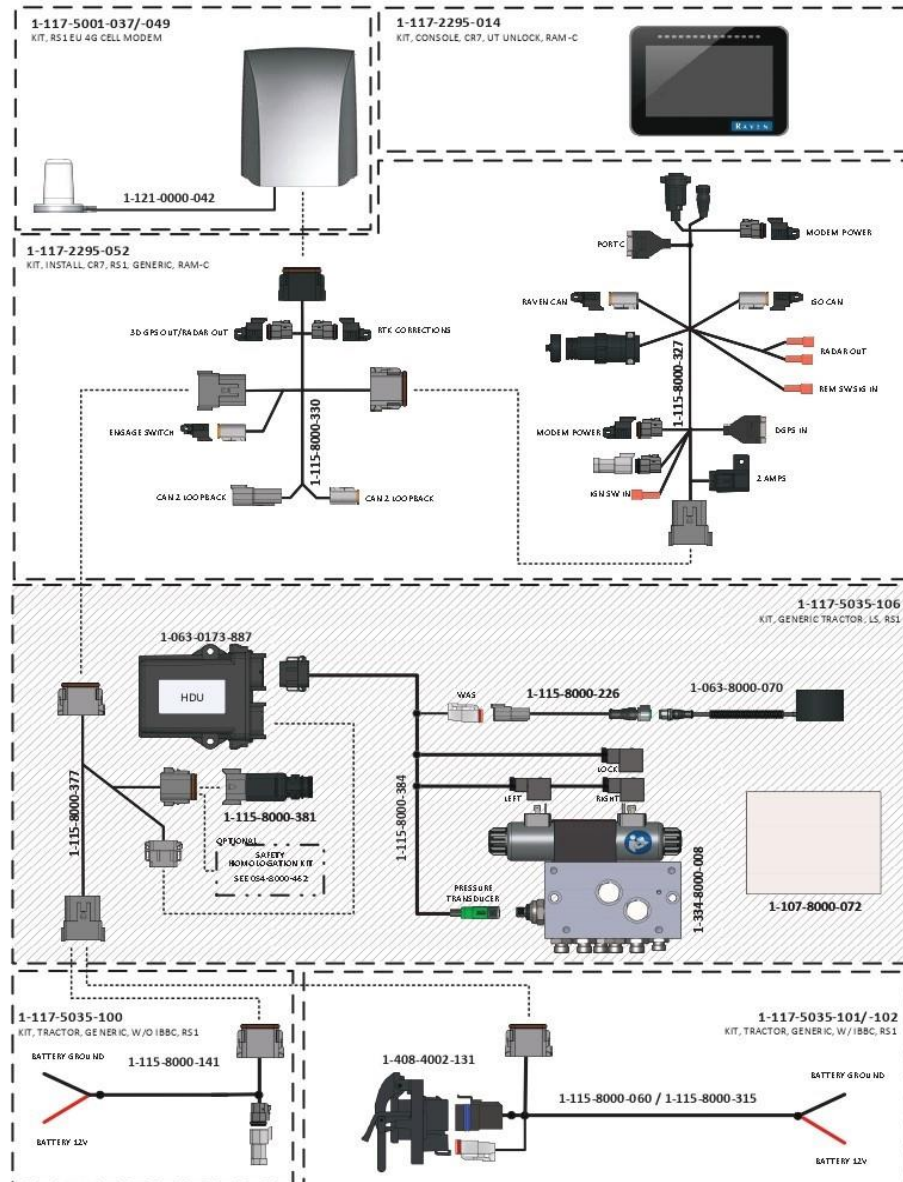 1-117-5001-037/-049
KIT, RS1 EU 4G CELL MODEM
1-121-0000-042
1-117-2295-014
KIT, CONSOLE, CR7, UT UNLOCK, RAM-C
RAVEN
1-117-2295-052
KIT, INSTALL, CR7, RS1, GENERIC, RAM-C
3D GPS OUT/RADAR OUT
RTK CORRECTIONS
ENGAGE SWITCH
1-115-8000-330
CAN 2 LOOPBACK
CAN 2 LOOPBACK
PORT C
MODEM POWER
RAVEN CAN
ISO CAN
RADAR OUT
1-115-8000-327
REM SW SIG IN
MODEM POWER
DGPS IN
2 AMPS
IGN SW IN
1-117-5035-106
KIT, GENERIC TRACTOR, LS, RS1
1-063-0173-887
HDU
WAS
1-115-8000-226
1-063-8000-070
LOCK
LEFT
RIGHT
1-115-8000-377
1-115-8000-381
1-115-8000-384
OPTIONAL
SAFETY
HOMOLOGATION KIT
SEE 054-8000-462
PRESSURE
TRANSDUCER
1-334-8000-008
1-107-8000-072
1-117-5035-100
KIT, TRACTOR, GENERIC, W/O IBBC, RS1
1-115-8000-141
BATTERY GROUND
BATTERY 12V
1-117-5035-101/-102
KIT, TRACTOR, GENERIC, W/ IBBC, RS1
1-408-4002-131
1-115-8000-060 / 1-115-8000-315
BATTERY GROUND
BATTERY 12V